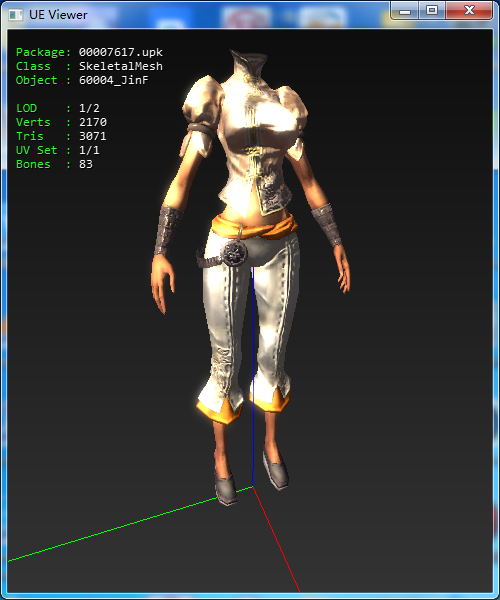 UE Viewer
Package: 00007617.upk
Class : SkeletalMesh
Object : 60004_JinF
LOD : 1/2
Verts : 2170
Tris : 3071
UV Set : 1/1
Bones : 83